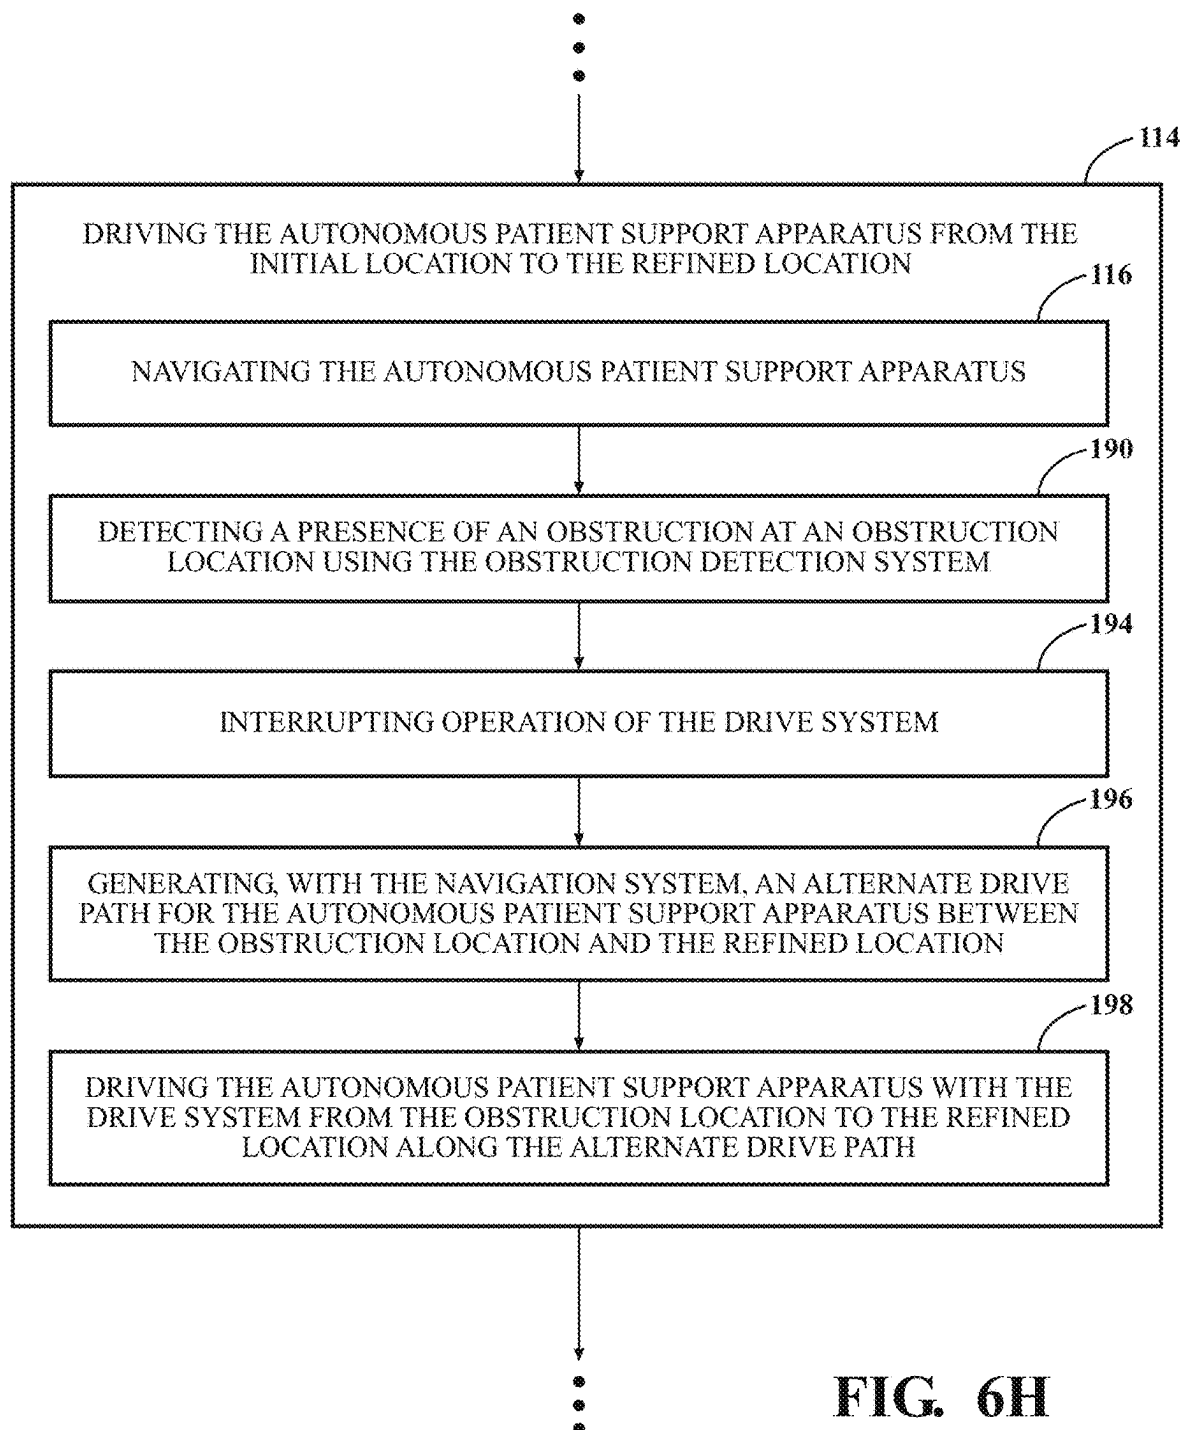 114
DRIVING THE AUTONOMOUS PATIENT SUPPORT APPARATUS FROM THE
INITIAL LOCATION TO THE REFINED LOCATION
116
NAVIGATING THE AUTONOMOUS PATIENT SUPPORT APPARATUS
190
DETECTING A PRESENCE OF AN OBSTRUCTION AT AN OBSTRUCTION
LOCATION USING THE OBSTRUCTION DETECTION SYSTEM
194
INTERRUPTING OPERATION OF THE DRIVE SYSTEM
196
GENERATING, WITH THE NAVIGATION SYSTEM, AN ALTERNATE DRIVE
PATH FOR THE AUTONOMOUS PATIENT SUPPORT APPARATUS BETWEEN
THE OBSTRUCTION LOCATION AND THE REFINED LOCATION
198
DRIVING THE AUTONOMOUS PATIENT SUPPORT APPARATUS WITH THE
DRIVE SYSTEM FROM THE OBSTRUCTION LOCATION TO THE REFINED
LOCATION ALONG THE ALTERNATE DRIVE PATH
FIG. 6H